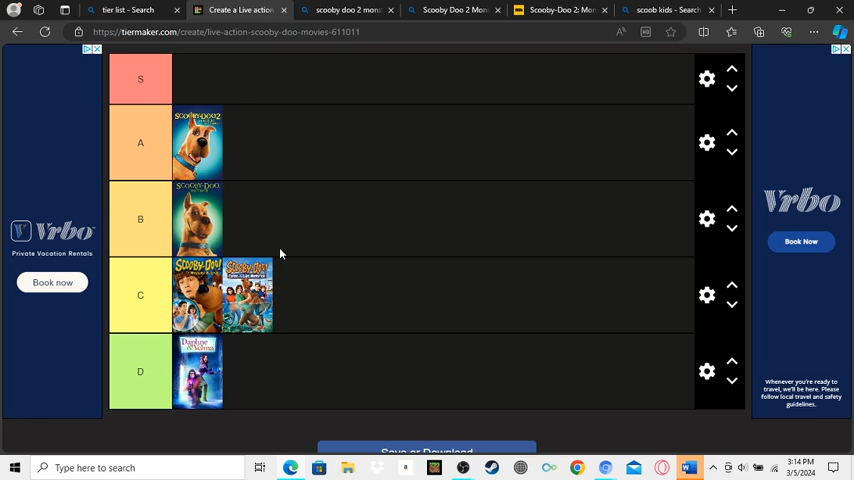 tier list - Search
Create a Live action
scooby doo 2 mons
Scooby Doo 2 Mon
Scooby-Doo 2: Mon
scoob kids - Search
https://tiermaker.com/create/live-action-scooby-doo-movies-611011
S
A
SCOOBY-DOO2
B
SCOOBY-DOO
C
SCOOBY-DOO!
SCOOBY-DOO!
D
Daphne
& Velma
Vrbo
Private Vacation Rentals
Book now
Vrbo
Book Now
Whenever you're ready to
travel, we'll be here. Please
follow local travel and safety
guidelines.
Save or Download
Type here to search
3:14 PM
3/5/2024